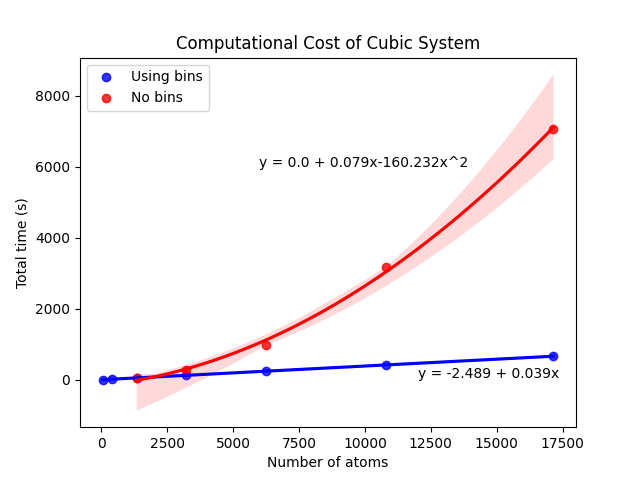 Computational Cost of Cubic System
Using bins
No bins
y = 0.0 + 0.079x-160.232x^2
y = -2.489 + 0.039x
Total time (s)
8000
6000
4000
2000
0
0 2500 5000 7500 10000 12500 15000 17500
Number of atoms